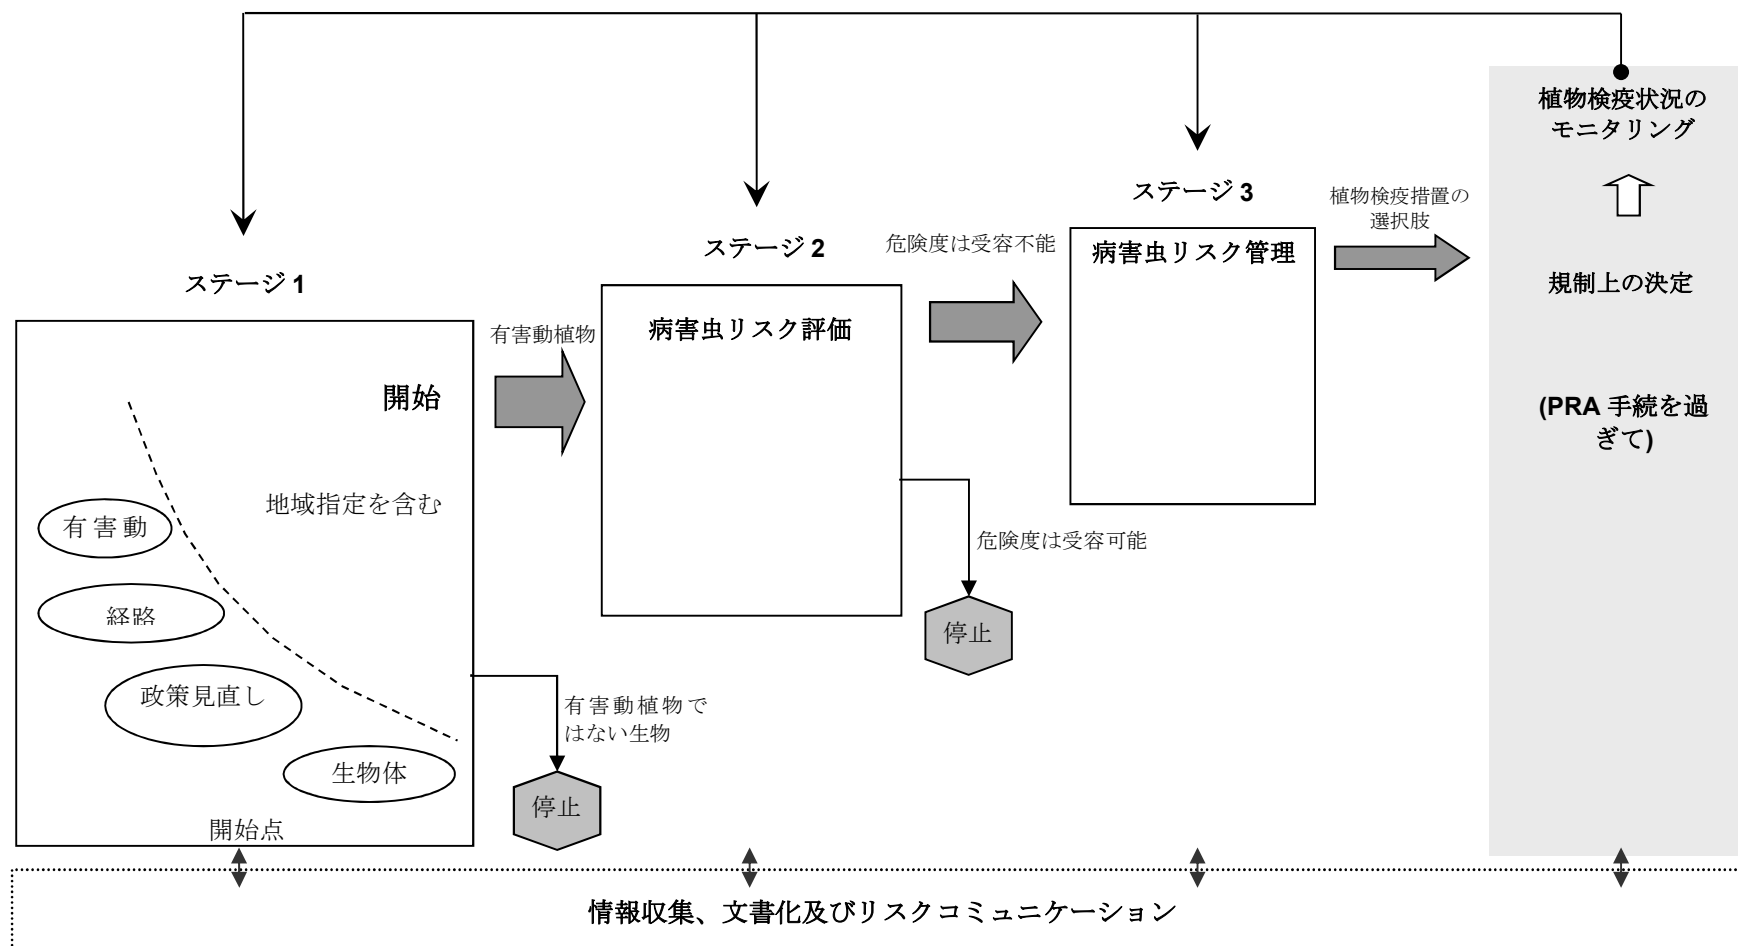 植物検疫状況の
モニタリング
ステージ 3
植物検疫措置の
選択肢
ステージ 2
危険度は受容不能
病害虫リスク管理
ステージ 1
規制上の決定
有害動植物
病害虫リスク評価
開始
(PRA 手続を過
ぎて)
地域指定を含む
有害動
危険度は受容可能
経路
停止
政策見直し
有害動植物で
はない生物
生物体
停止
開始点
情報収集、文書化及びリスクコミュニケーション